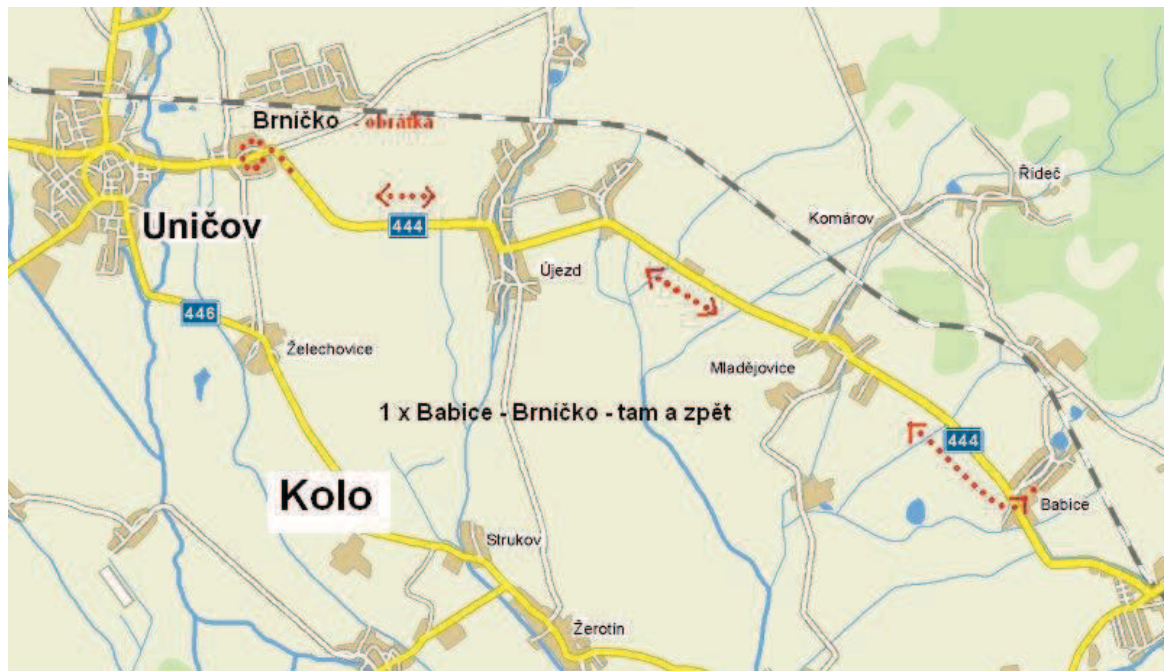 Brníčko - obrátka
Řídeč
Komárov
Uničov
444
Újezd
446
Želechovice
Mladějovice
1 x Babice - Brníčko - tam a zpět
444
Kolo
Babice
Strukov
Žerotín